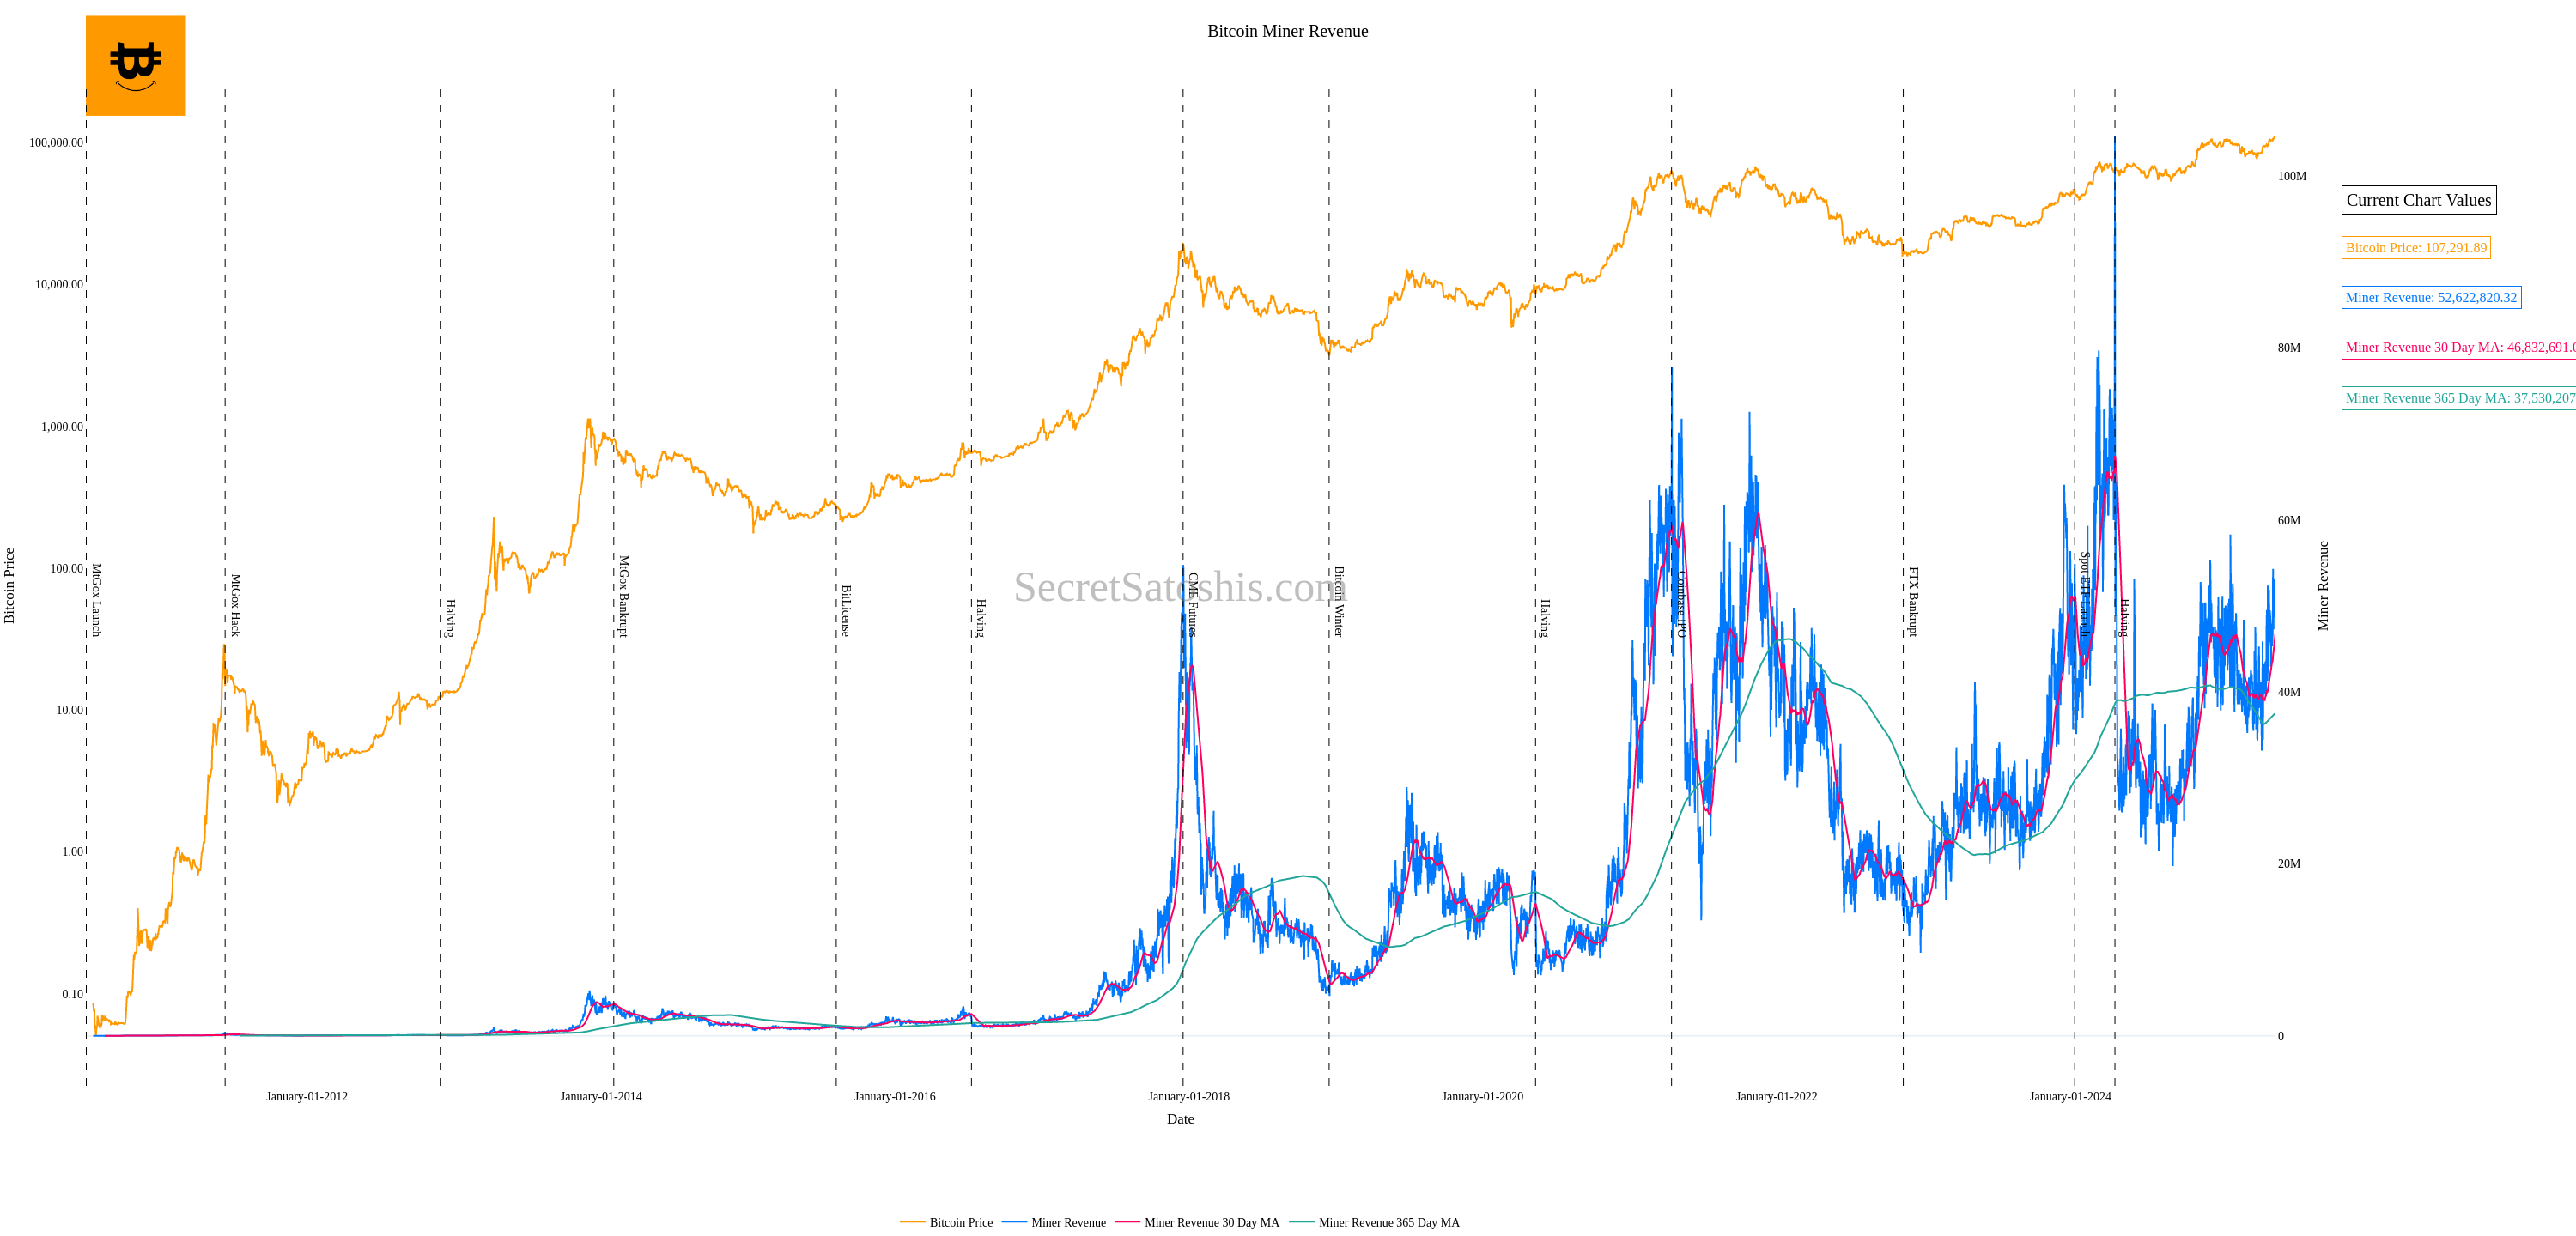 Bitcoin Miner Revenue
100,000.00
10,000.00
1,000.00
100.00
10.00
1.00
0.10
Bitcoin Price
MtGox Launch
MtGox Hack
Halving
MtGox Bankrupt
BitLicense
Halving
CME Futures
Bitcoin Winter
Halving
Coinbase IPO
FTX Bankrupt
Spot ETF Launch
Halving
SecretSatoshis.com
100M
80M
60M
40M
20M
0
Miner Revenue
Current Chart Values
Bitcoin Price: 107,291.89
Miner Revenue: 52,622,820.32
Miner Revenue 30 Day MA: 46,832,691.0
Miner Revenue 365 Day MA: 37,530,207
January-01-2012
January-01-2014
January-01-2016
January-01-2018
January-01-2020
January-01-2022
January-01-2024
Date
Bitcoin Price
Miner Revenue
Miner Revenue 30 Day MA
Miner Revenue 365 Day MA